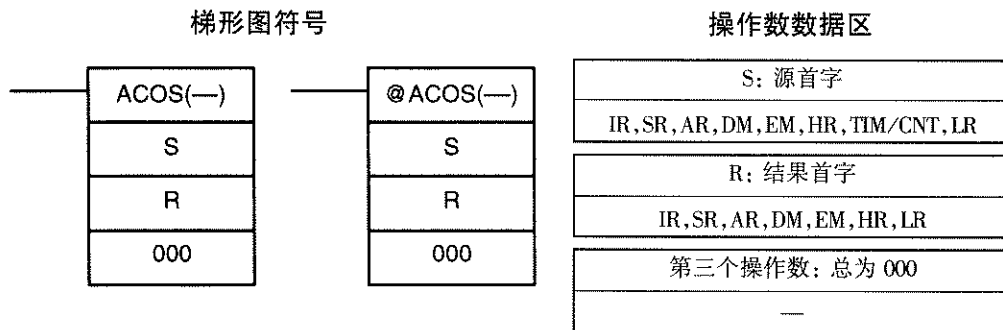 梯形图符号
ACOS(—)
S
R
000
@ACOS(—)
S
R
000
操作数数据区
S: 源首字
IR,SR,AR,DM,EM,HR,TIM/CNT,LR
R: 结果首字
IR,SR,AR,DM,EM,HR,LR
第三个操作数: 总为 000
—